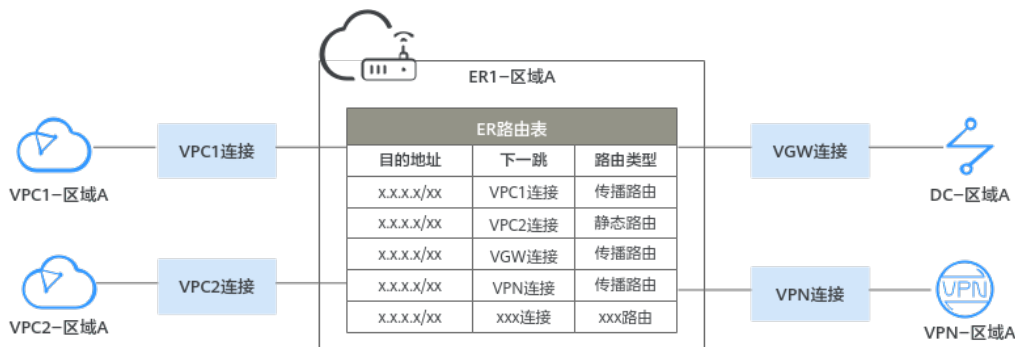 ER1-区域A
ER路由表
目的地址 下一跳 路由类型
x.x.x.x/xx VPC1连接 传播路由
x.x.x.x/xx VPC2连接 静态路由
x.x.x.x/xx VGW连接 传播路由
x.x.x.x/xx VPN连接 传播路由
x.x.x.x/xx xxx连接 xxx路由
VPC1连接
VPC1-区域A
VPC2连接
VPC2-区域A
VGW连接
DC-区域A
VPN连接
VPN
VPN-区域A